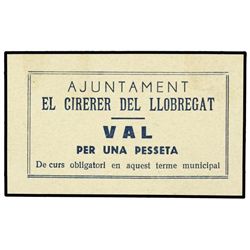 AJUNTAMENT
EL CIRERER DEL LLOBREGAT
VAL
PER UNA PESSETA
De curs obligatori en aquest terme municipal